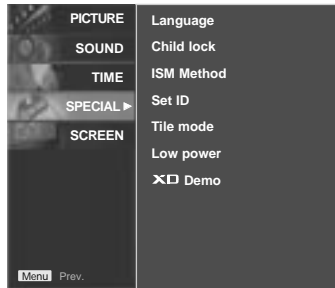 PICTURE
SOUND
TIME
SPECIAL ►
SCREEN
Menu Prev.
Language
Child lock
ISM Method
Set ID
Tile mode
Low power
XD Demo